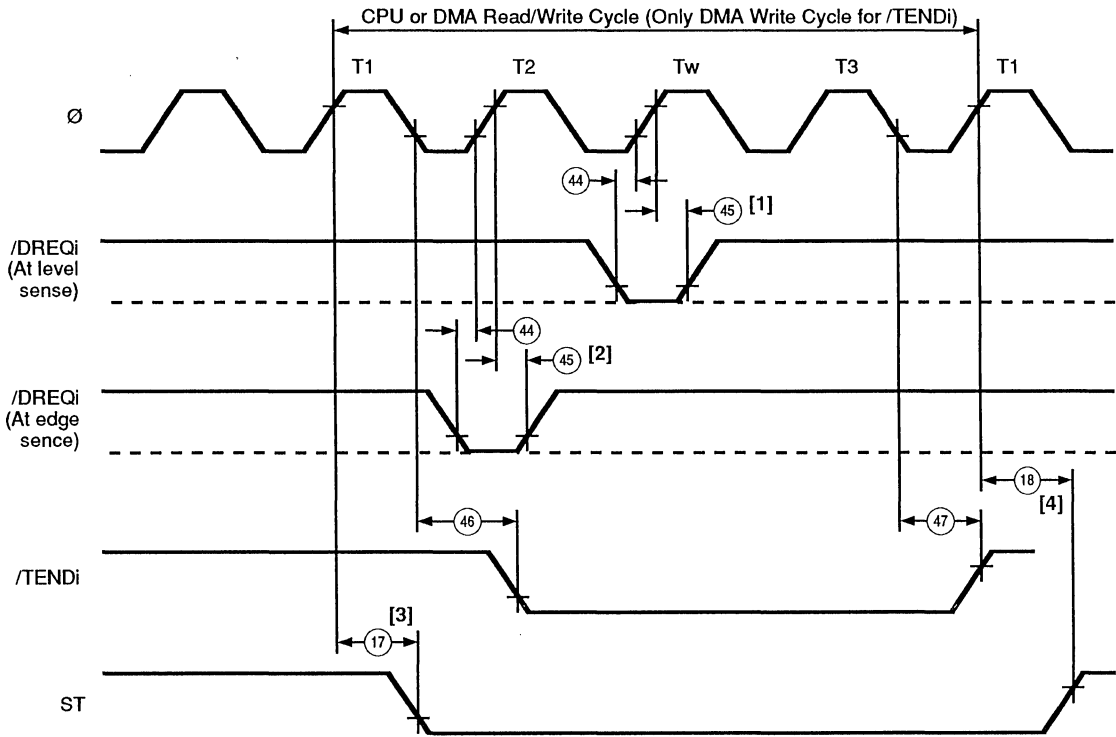 CPU or DMA Read/Write Cycle (Only DMA Write Cycle for /TENDi)
T1 T2 Tw T3 T1
Ø
44
45 [1]
/DREQi
(At level
sense)
44
45 [2]
/DREQi
(At edge
sence)
18
[4]
46
47
/TENDi
[3]
17
ST